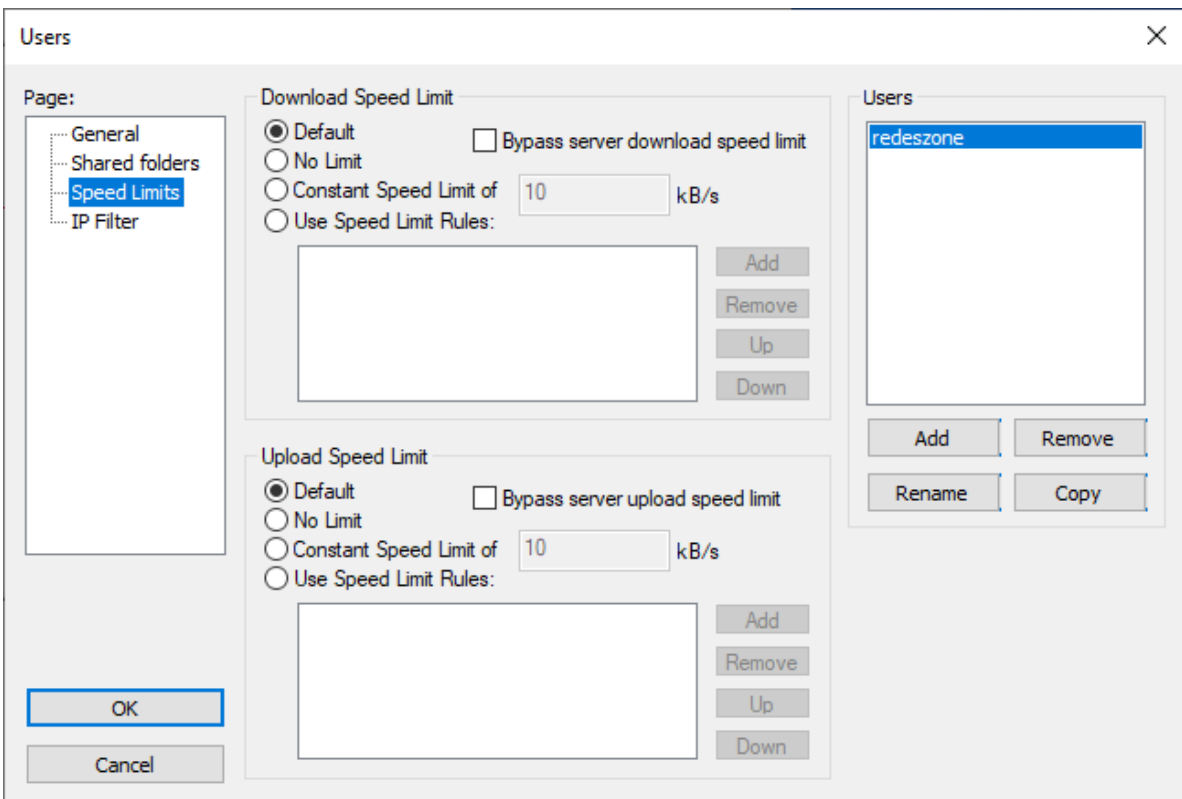 Users
Page:
General
Shared folders
Speed Limits
IP Filter
OK
Cancel
Download Speed Limit
Default
Bypass server download speed limit
No Limit
Constant Speed Limit of 10 kB/s
Use Speed Limit Rules:
Add
Remove
Up
Down
Upload Speed Limit
Default
Bypass server upload speed limit
No Limit
Constant Speed Limit of 10 kB/s
Use Speed Limit Rules:
Add
Remove
Up
Down
Users
redeszone
Add Remove
Rename Copy